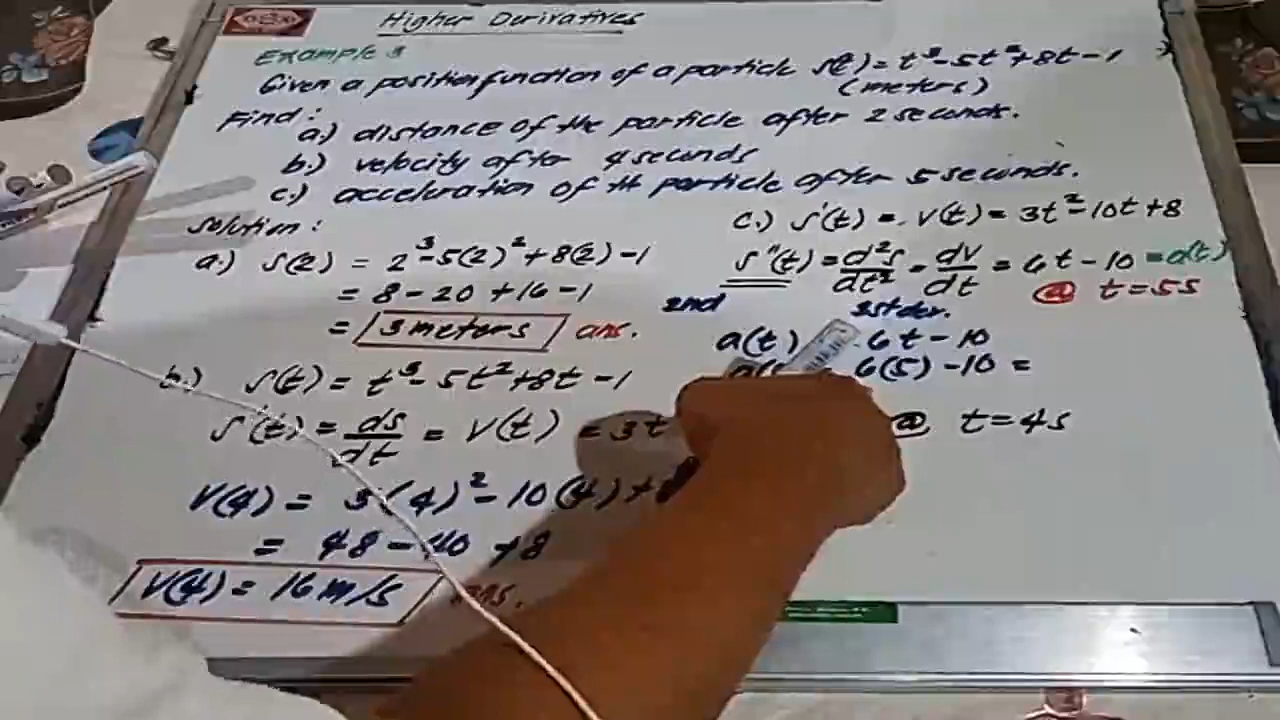 Higher Derivatives
Example 3
Given a position function of a particle s(t) = t³-5t²+8t-1
(meters)
Find:
a.) distance of the particle after 2 seconds.
b.) velocity after 4 seconds
c.) acceleration of th particle after 5 seconds.
Solution:
a.) s(2) = 2³-5(2)²+8(2)-1
= 8-20+16-1
= 3 meters ans.
b.) s(t) = t³-5t²+8t-1
s'(t) = ds/dt = v(t) = 3t @ t=4s
v(4) = 3(4)²-10(4)+8
= 48-40+8
v(4) = 16 m/s ans.
c.) s'(t) = v(t) = 3t²-10t+8
s''(t) = d²s/dt² = dv/dt = 6t-10 = a(t)
@ t=5s
2nd 1st der.
a(t) 6t-10
6(5)-10 =